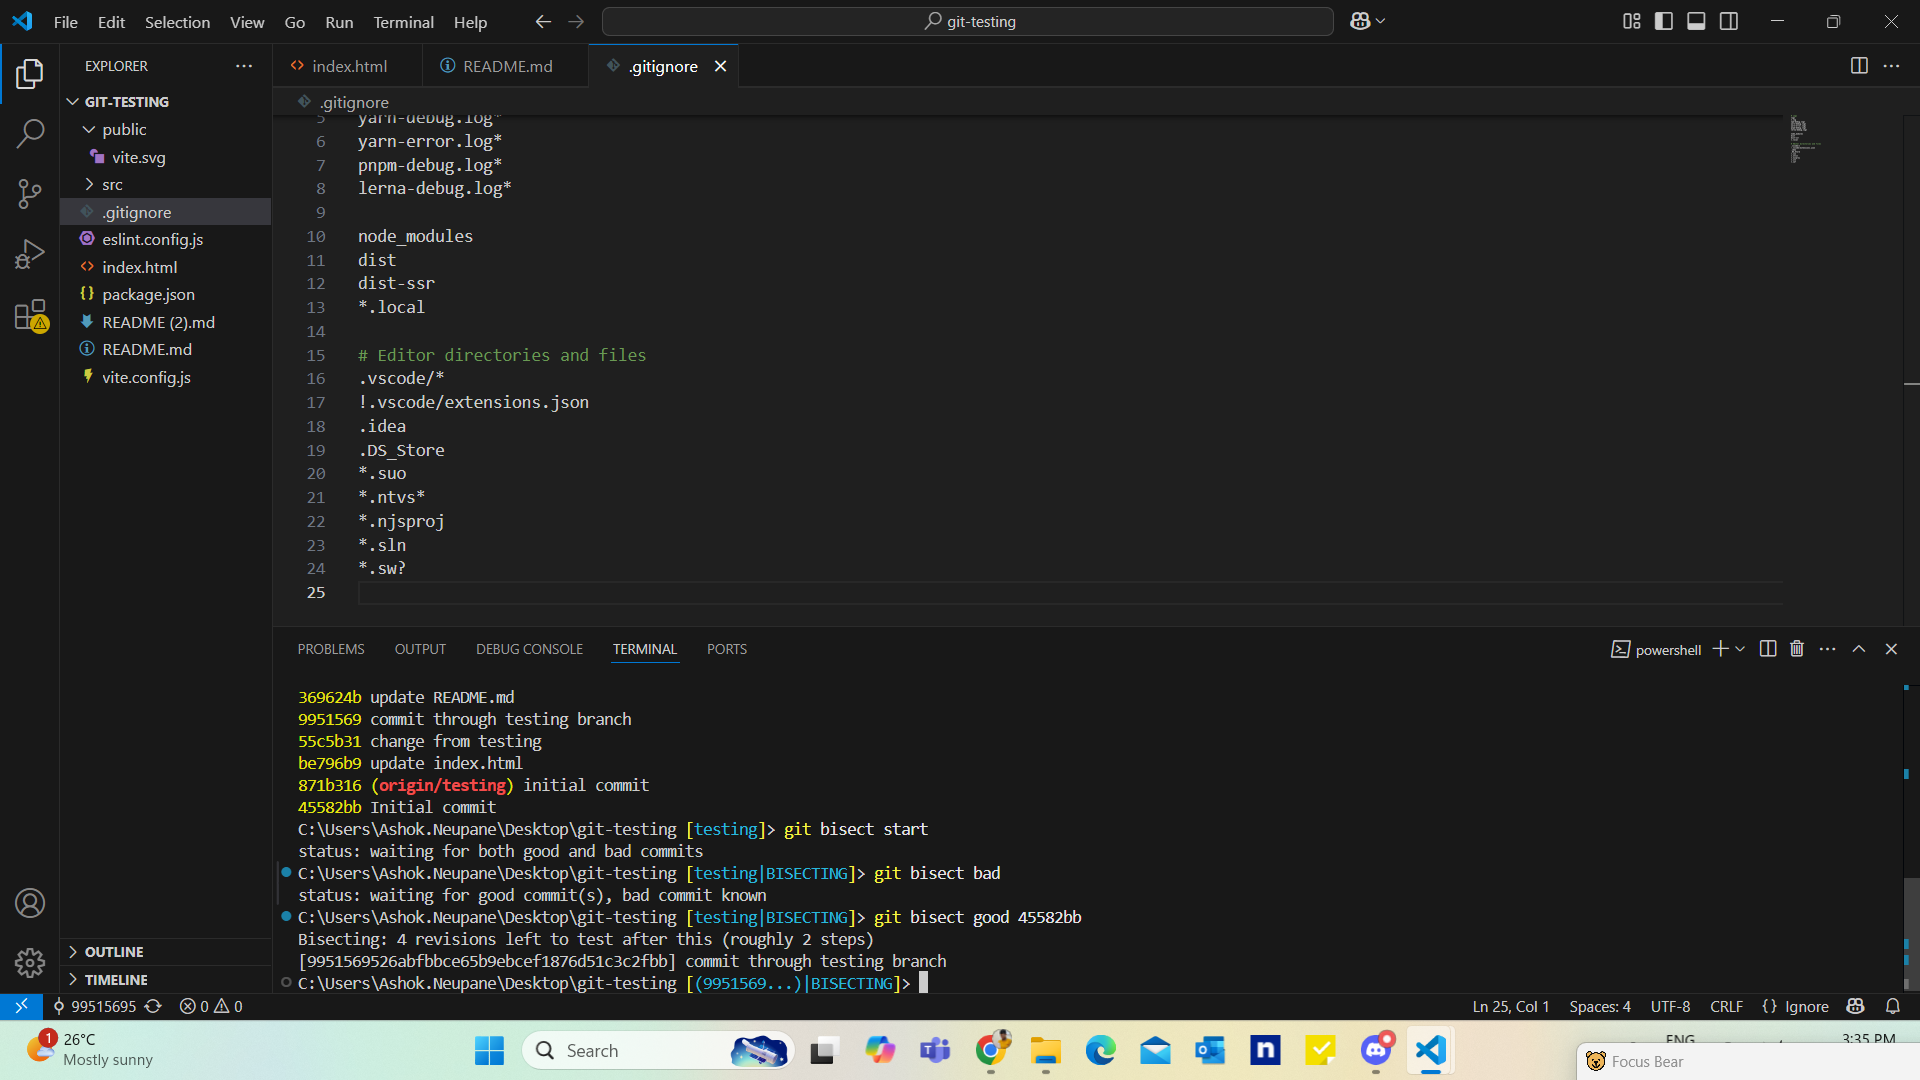 File Edit Selection View Go Run Terminal Help
git-testing
EXPLORER
GIT-TESTING
public
vite.svg
src
.gitignore
eslint.config.js
index.html
package.json
README (2).md
README.md
vite.config.js
OUTLINE
TIMELINE
index.html
README.md
.gitignore
.gitignore
5 yarn-debug.log*
6 yarn-error.log*
7 pnpm-debug.log*
8 lerna-debug.log*
9
10 node_modules
11 dist
12 dist-ssr
13 *.local
14
15 # Editor directories and files
16 .vscode/*
17 !.vscode/extensions.json
18 .idea
19 .DS_Store
20 *.suo
21 *.ntvs*
22 *.njsproj
23 *.sln
24 *.sw?
25
PROBLEMS OUTPUT DEBUG CONSOLE TERMINAL PORTS
powershell
369624b update README.md
9951569 commit through testing branch
55c5b31 change from testing
be796b9 update index.html
871b316 (origin/testing) initial commit
45582bb Initial commit
C:\Users\Ashok.Neupane\Desktop\git-testing [testing]> git bisect start
status: waiting for both good and bad commits
C:\Users\Ashok.Neupane\Desktop\git-testing [testing|BISECTING]> git bisect bad
status: waiting for good commit(s), bad commit known
C:\Users\Ashok.Neupane\Desktop\git-testing [testing|BISECTING]> git bisect good 45582bb
Bisecting: 4 revisions left to test after this (roughly 2 steps)
[9951569526abfbbce65b9ebcef1876d51c3c2fbb] commit through testing branch
C:\Users\Ashok.Neupane\Desktop\git-testing [(9951569...)|BISECTING]>
99515695 0 0
Ln 25, Col 1 Spaces: 4 UTF-8 CRLF {} Ignore
1
26°C
Mostly sunny
Search
n
ENG
3:35 PM
Focus Bear